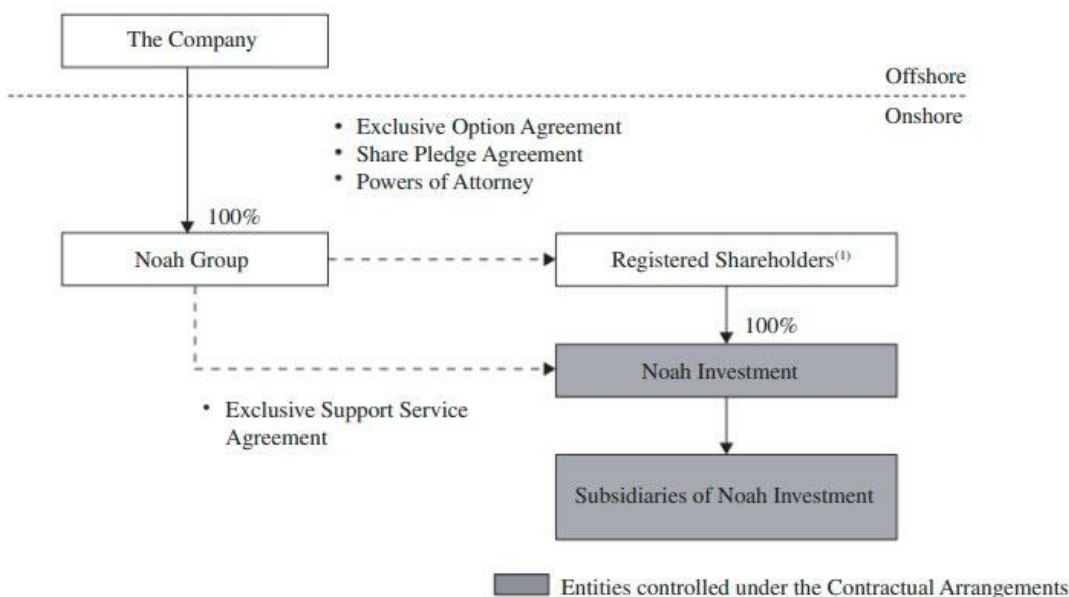 The Company
Offshore
Onshore
• Exclusive Option Agreement
• Share Pledge Agreement
• Powers of Attorney
100%
Noah Group
Registered Shareholders(1)
100%
Noah Investment
• Exclusive Support Service
Agreement
Subsidiaries of Noah Investment
Entities controlled under the Contractual Arrangements